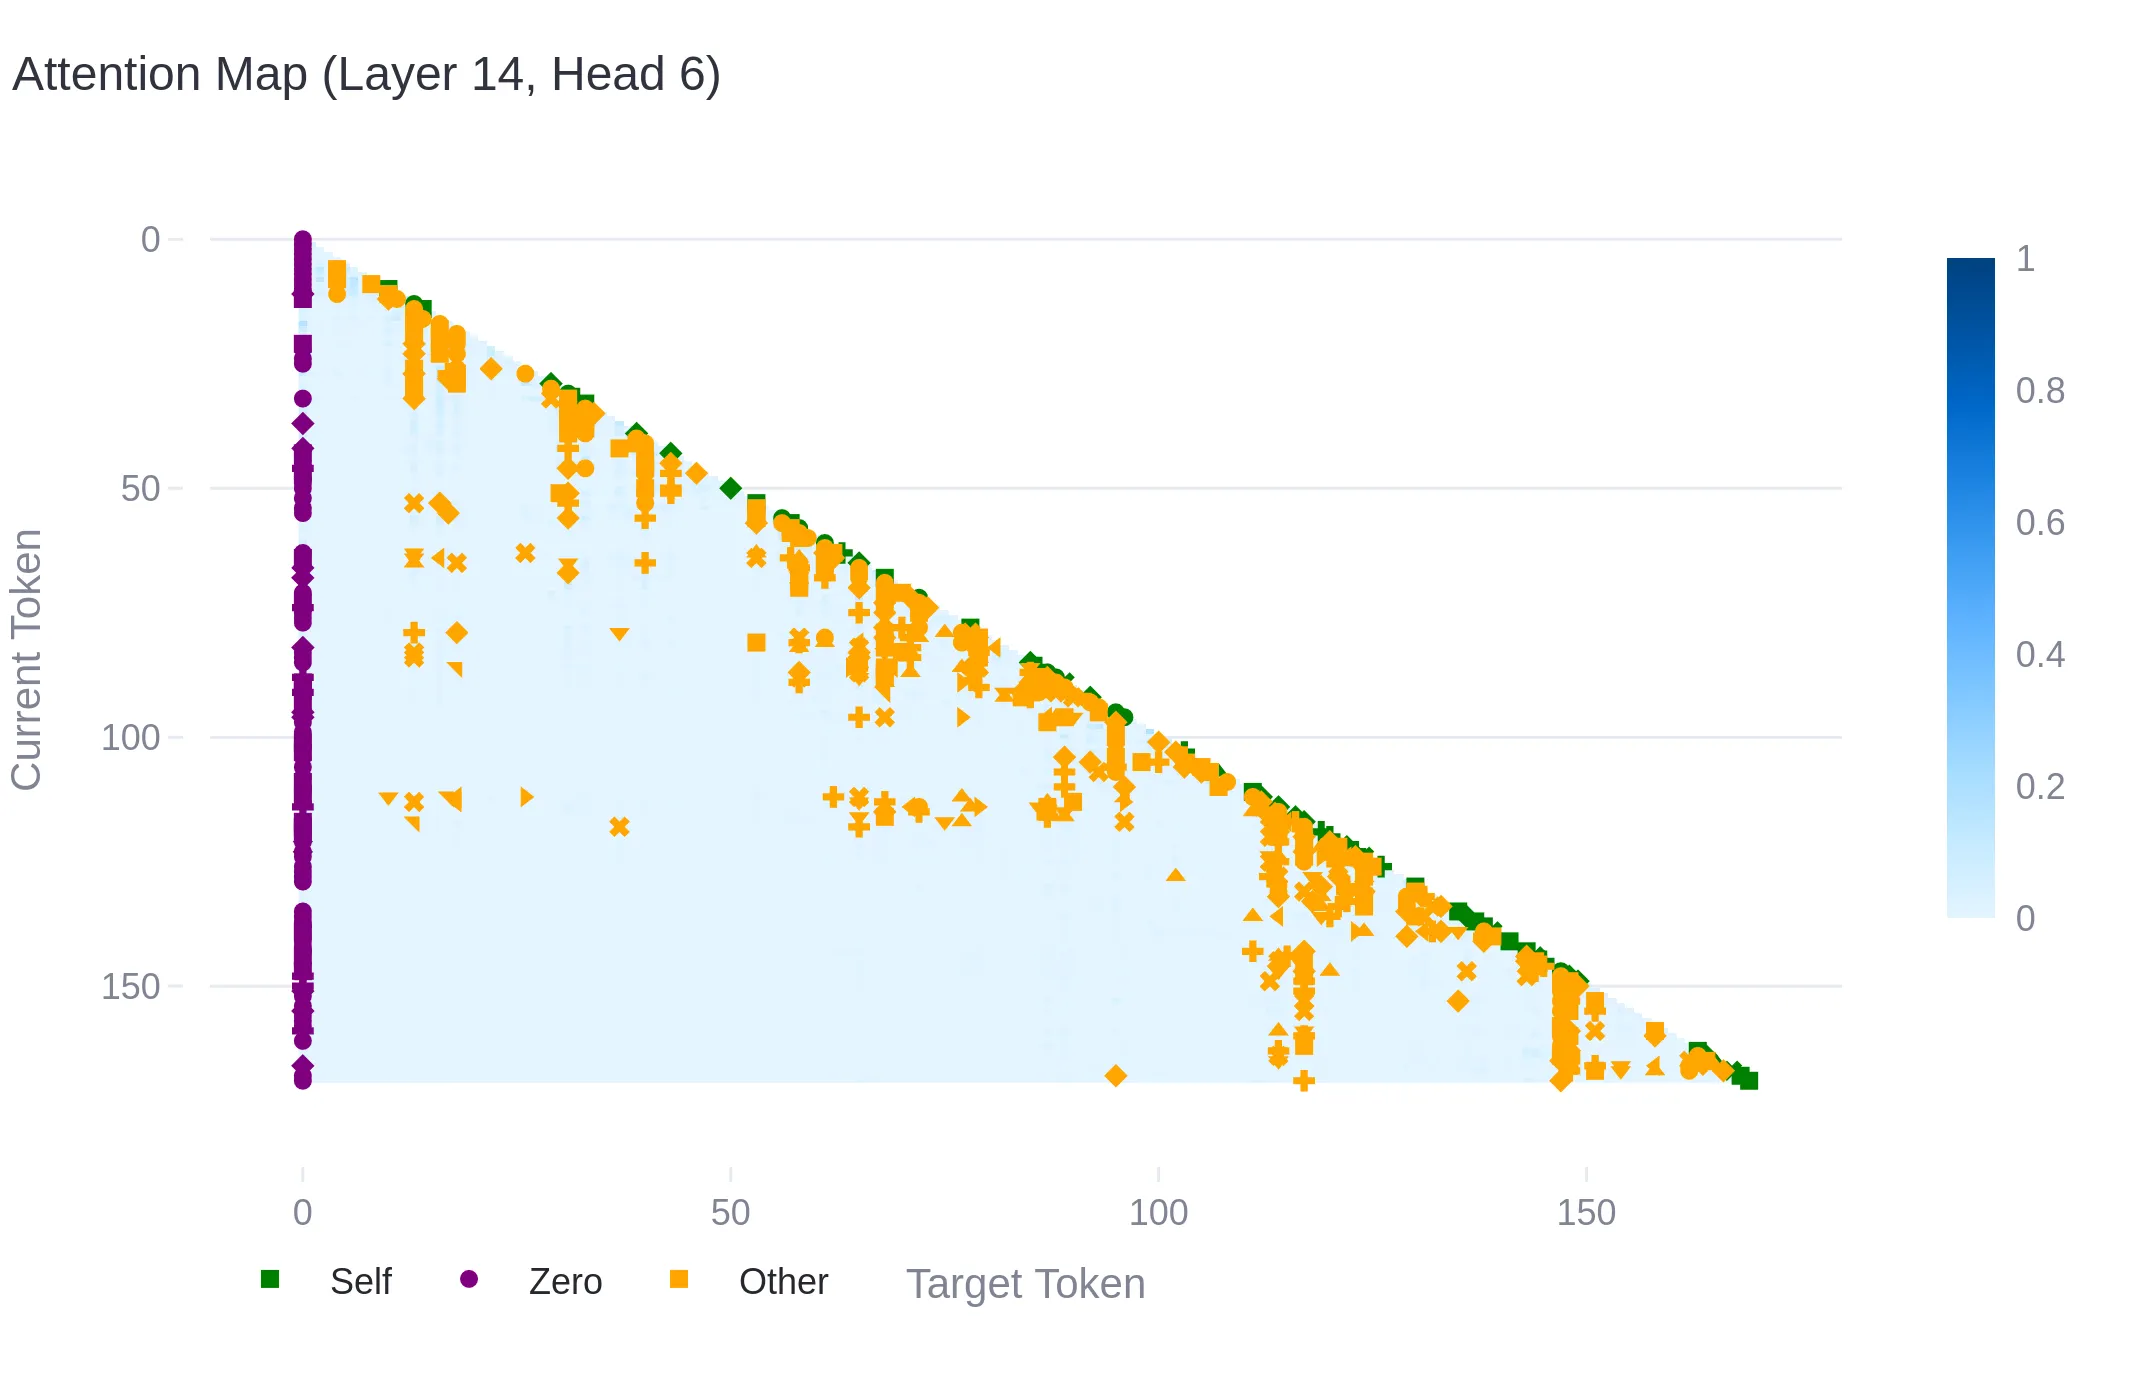 Attention Map (Layer 14, Head 6)
0
50
100
150
Current Token
1
0.8
0.6
0.4
0.2
0
0
50
100
150
Self
Zero
Other
Target Token